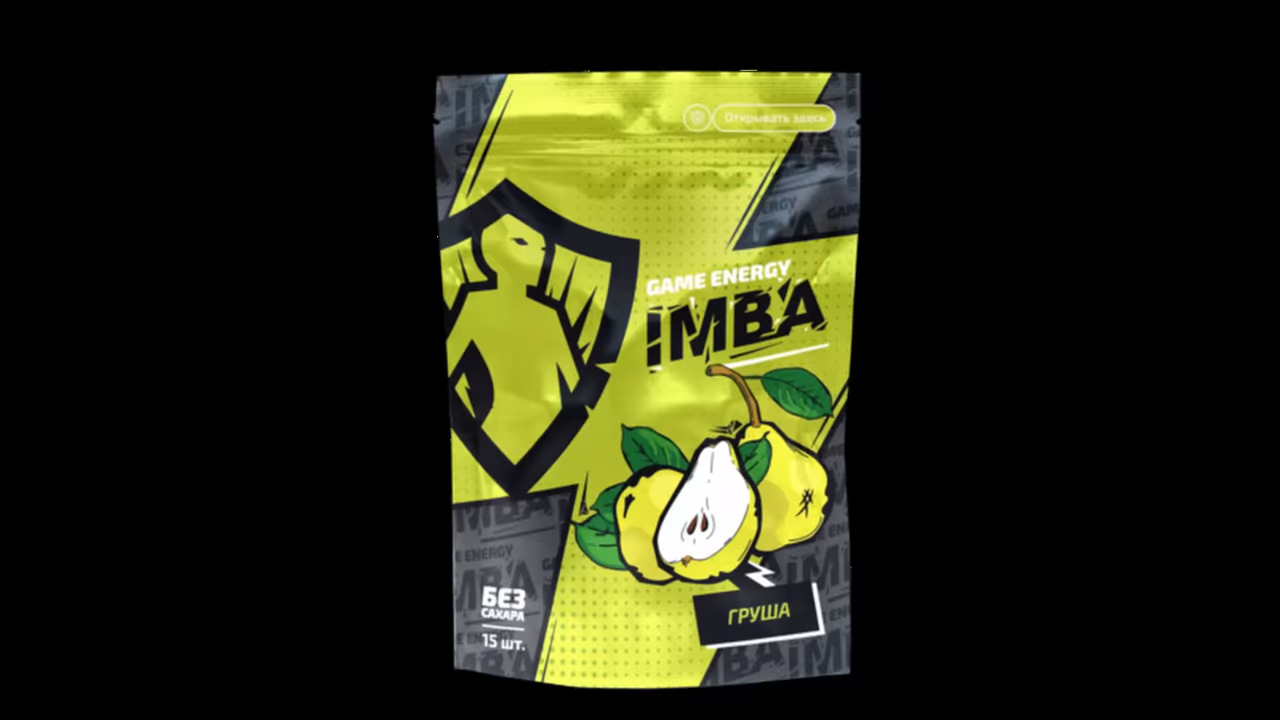 Открывать здесь
GAME ENERGY
IMBA
ГРУША
БЕЗ
САХАРА
15 шт.